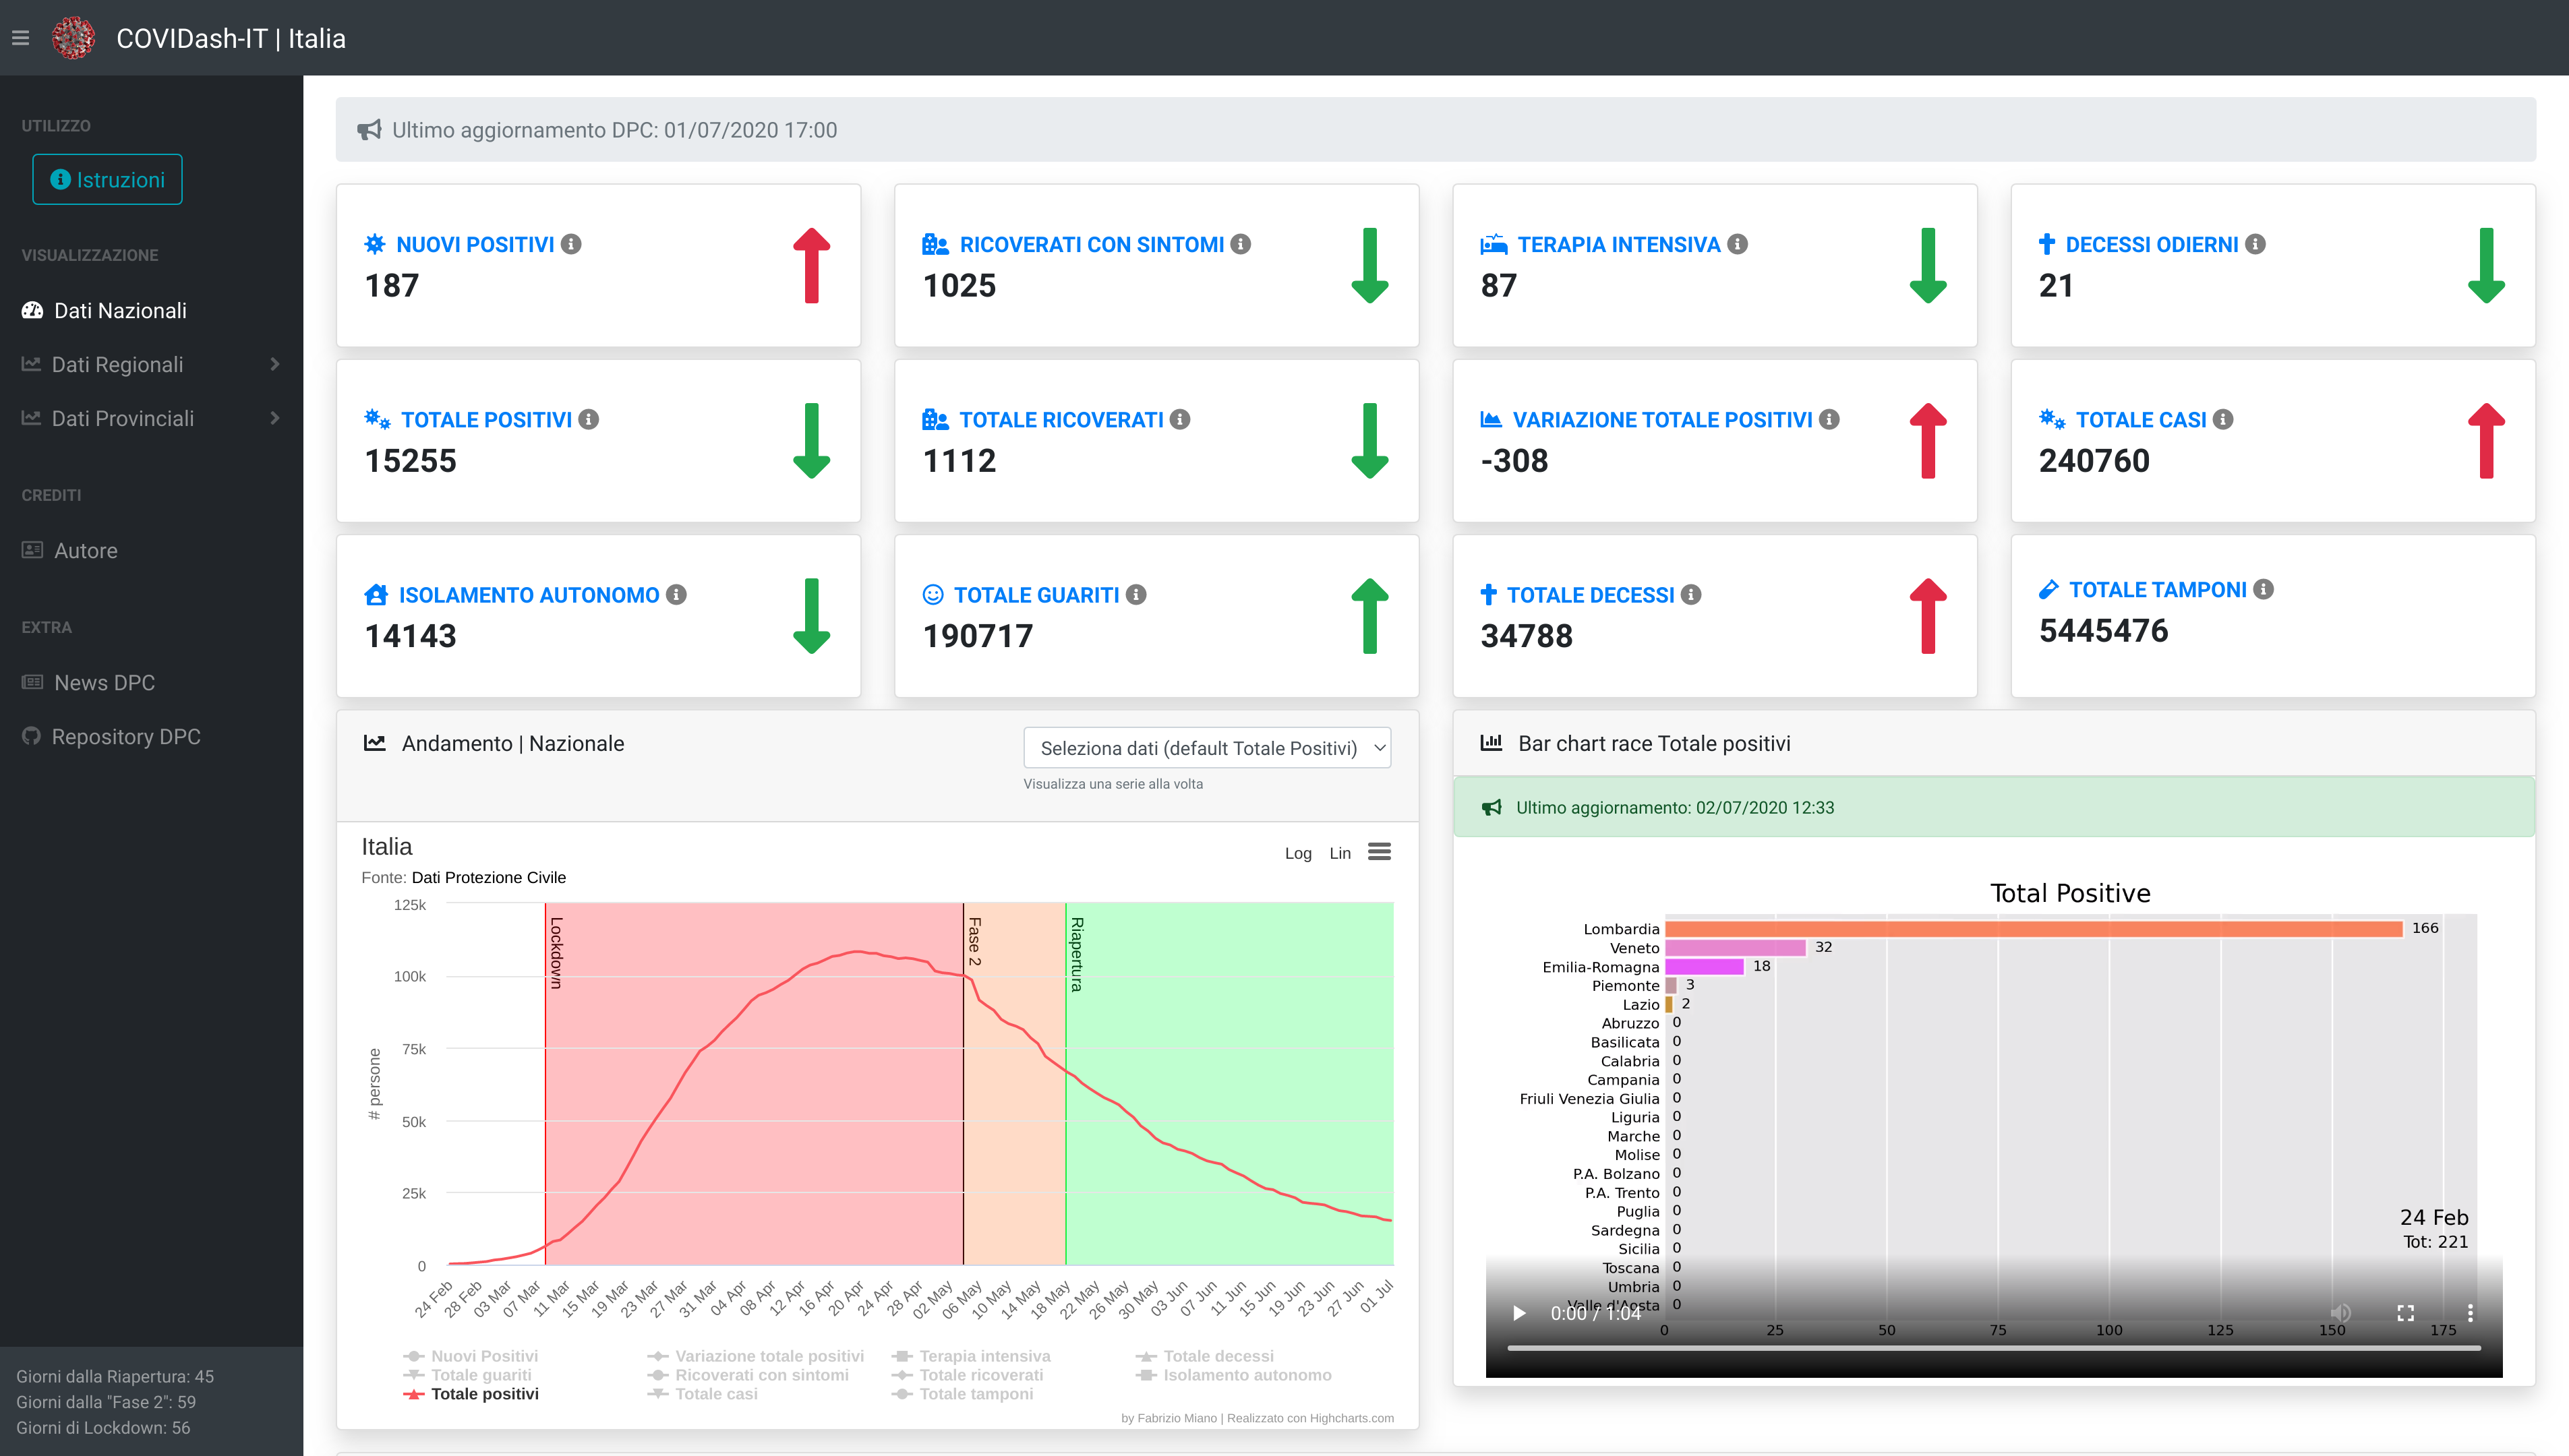 COVIDash-IT | Italia
UTILIZZO
Istruzioni
VISUALIZZAZIONE
Dati Nazionali
Dati Regionali
Dati Provinciali
CREDITI
Autore
EXTRA
News DPC
Repository DPC
Giorni dalla Riapertura: 45
Giorni dalla "Fase 2": 59
Giorni di Lockdown: 56
Ultimo aggiornamento DPC: 01/07/2020 17:00
NUOVI POSITIVI
187
RICOVERATI CON SINTOMI
1025
TERAPIA INTENSIVA
87
DECESSI ODIERNI
21
TOTALE POSITIVI
15255
TOTALE RICOVERATI
1112
VARIAZIONE TOTALE POSITIVI
-308
TOTALE CASI
240760
ISOLAMENTO AUTONOMO
14143
TOTALE GUARITI
190717
TOTALE DECESSI
34788
TOTALE TAMPONI
5445476
Andamento | Nazionale
Seleziona dati (default Totale Positivi)
Visualizza una serie alla volta
Italia
Fonte: Dati Protezione Civile
Log Lin
# persone
125k
100k
75k
50k
25k
0
Lockdown
Fase 2
Riapertura
24 Feb
28 Feb
03 Mar
07 Mar
11 Mar
15 Mar
19 Mar
23 Mar
27 Mar
31 Mar
04 Apr
08 Apr
12 Apr
16 Apr
20 Apr
24 Apr
28 Apr
02 May
06 May
10 May
14 May
18 May
22 May
26 May
30 May
03 Jun
07 Jun
11 Jun
15 Jun
19 Jun
23 Jun
27 Jun
01 Jul
Nuovi Positivi Variazione totale positivi Terapia intensiva Totale decessi
Totale guariti Ricoverati con sintomi Totale ricoverati Isolamento autonomo
Totale positivi Totale casi Totale tamponi
by Fabrizio Miano | Realizzato con Highcharts.com
Bar chart race Totale positivi
Ultimo aggiornamento: 02/07/2020 12:33
Total Positive
Lombardia 166
Veneto 32
Emilia-Romagna 18
Piemonte 3
Lazio 2
Abruzzo 0
Basilicata 0
Calabria 0
Campania 0
Friuli Venezia Giulia 0
Liguria 0
Marche 0
Molise 0
P.A. Bolzano 0
P.A. Trento 0
Puglia 0
Sardegna 0
Sicilia 0
Toscana 0
Umbria 0
Valle d'Aosta 0
24 Feb
Tot: 221
0:00 / 1:04
0 25 50 75 100 125 150 175